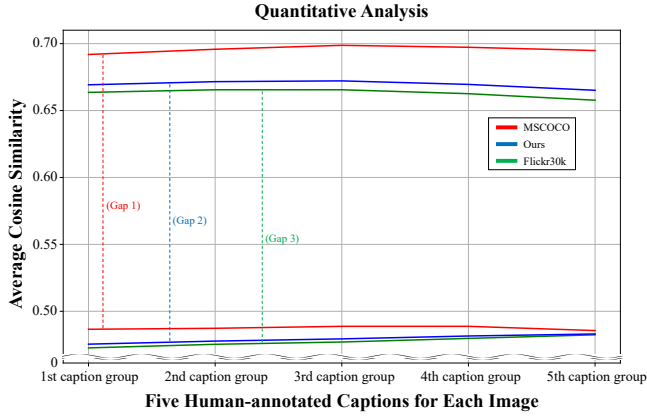 Quantitative Analysis
Average Cosine Similarity
0.70
0.65
0.60
0.55
0.50
0
MSCOCO
Ours
Flickr30k
(Gap 1)
(Gap 2)
(Gap 3)
1st caption group
2nd caption group
3rd caption group
4th caption group
5th caption group
Five Human-annotated Captions for Each Image